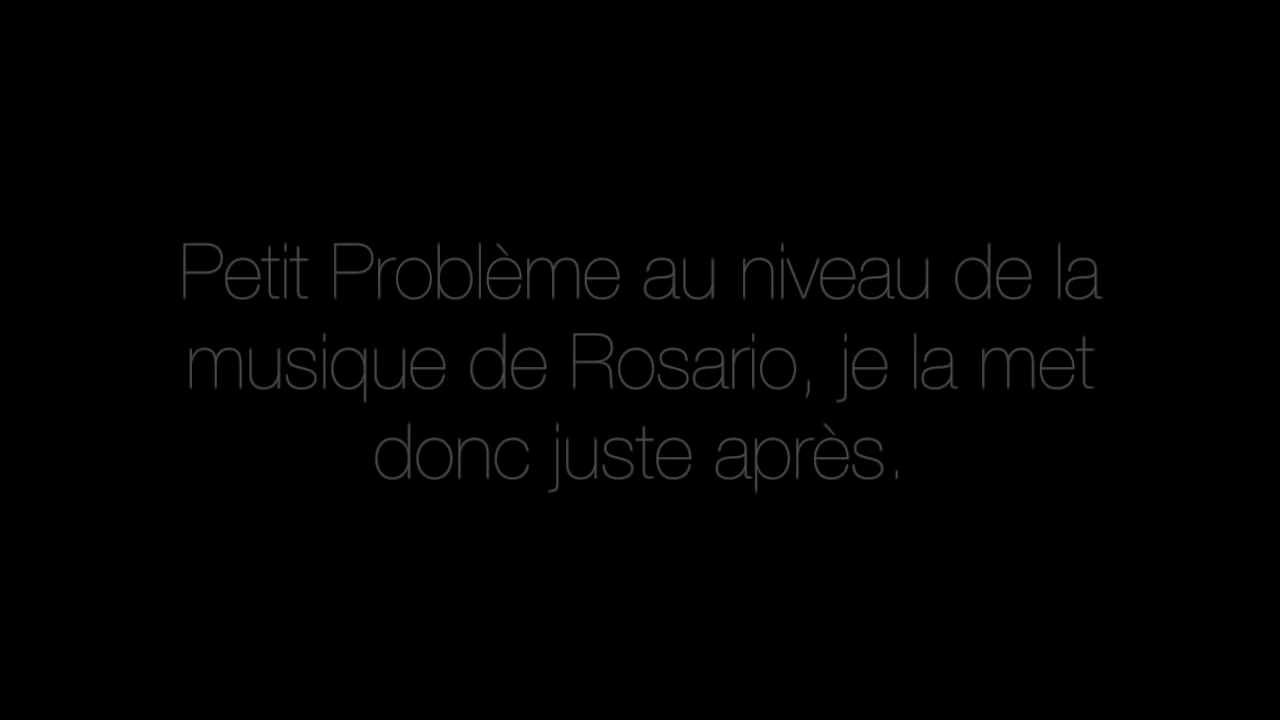 Petit Problème au niveau de la
musique de Rosario, je la met
donc juste après.